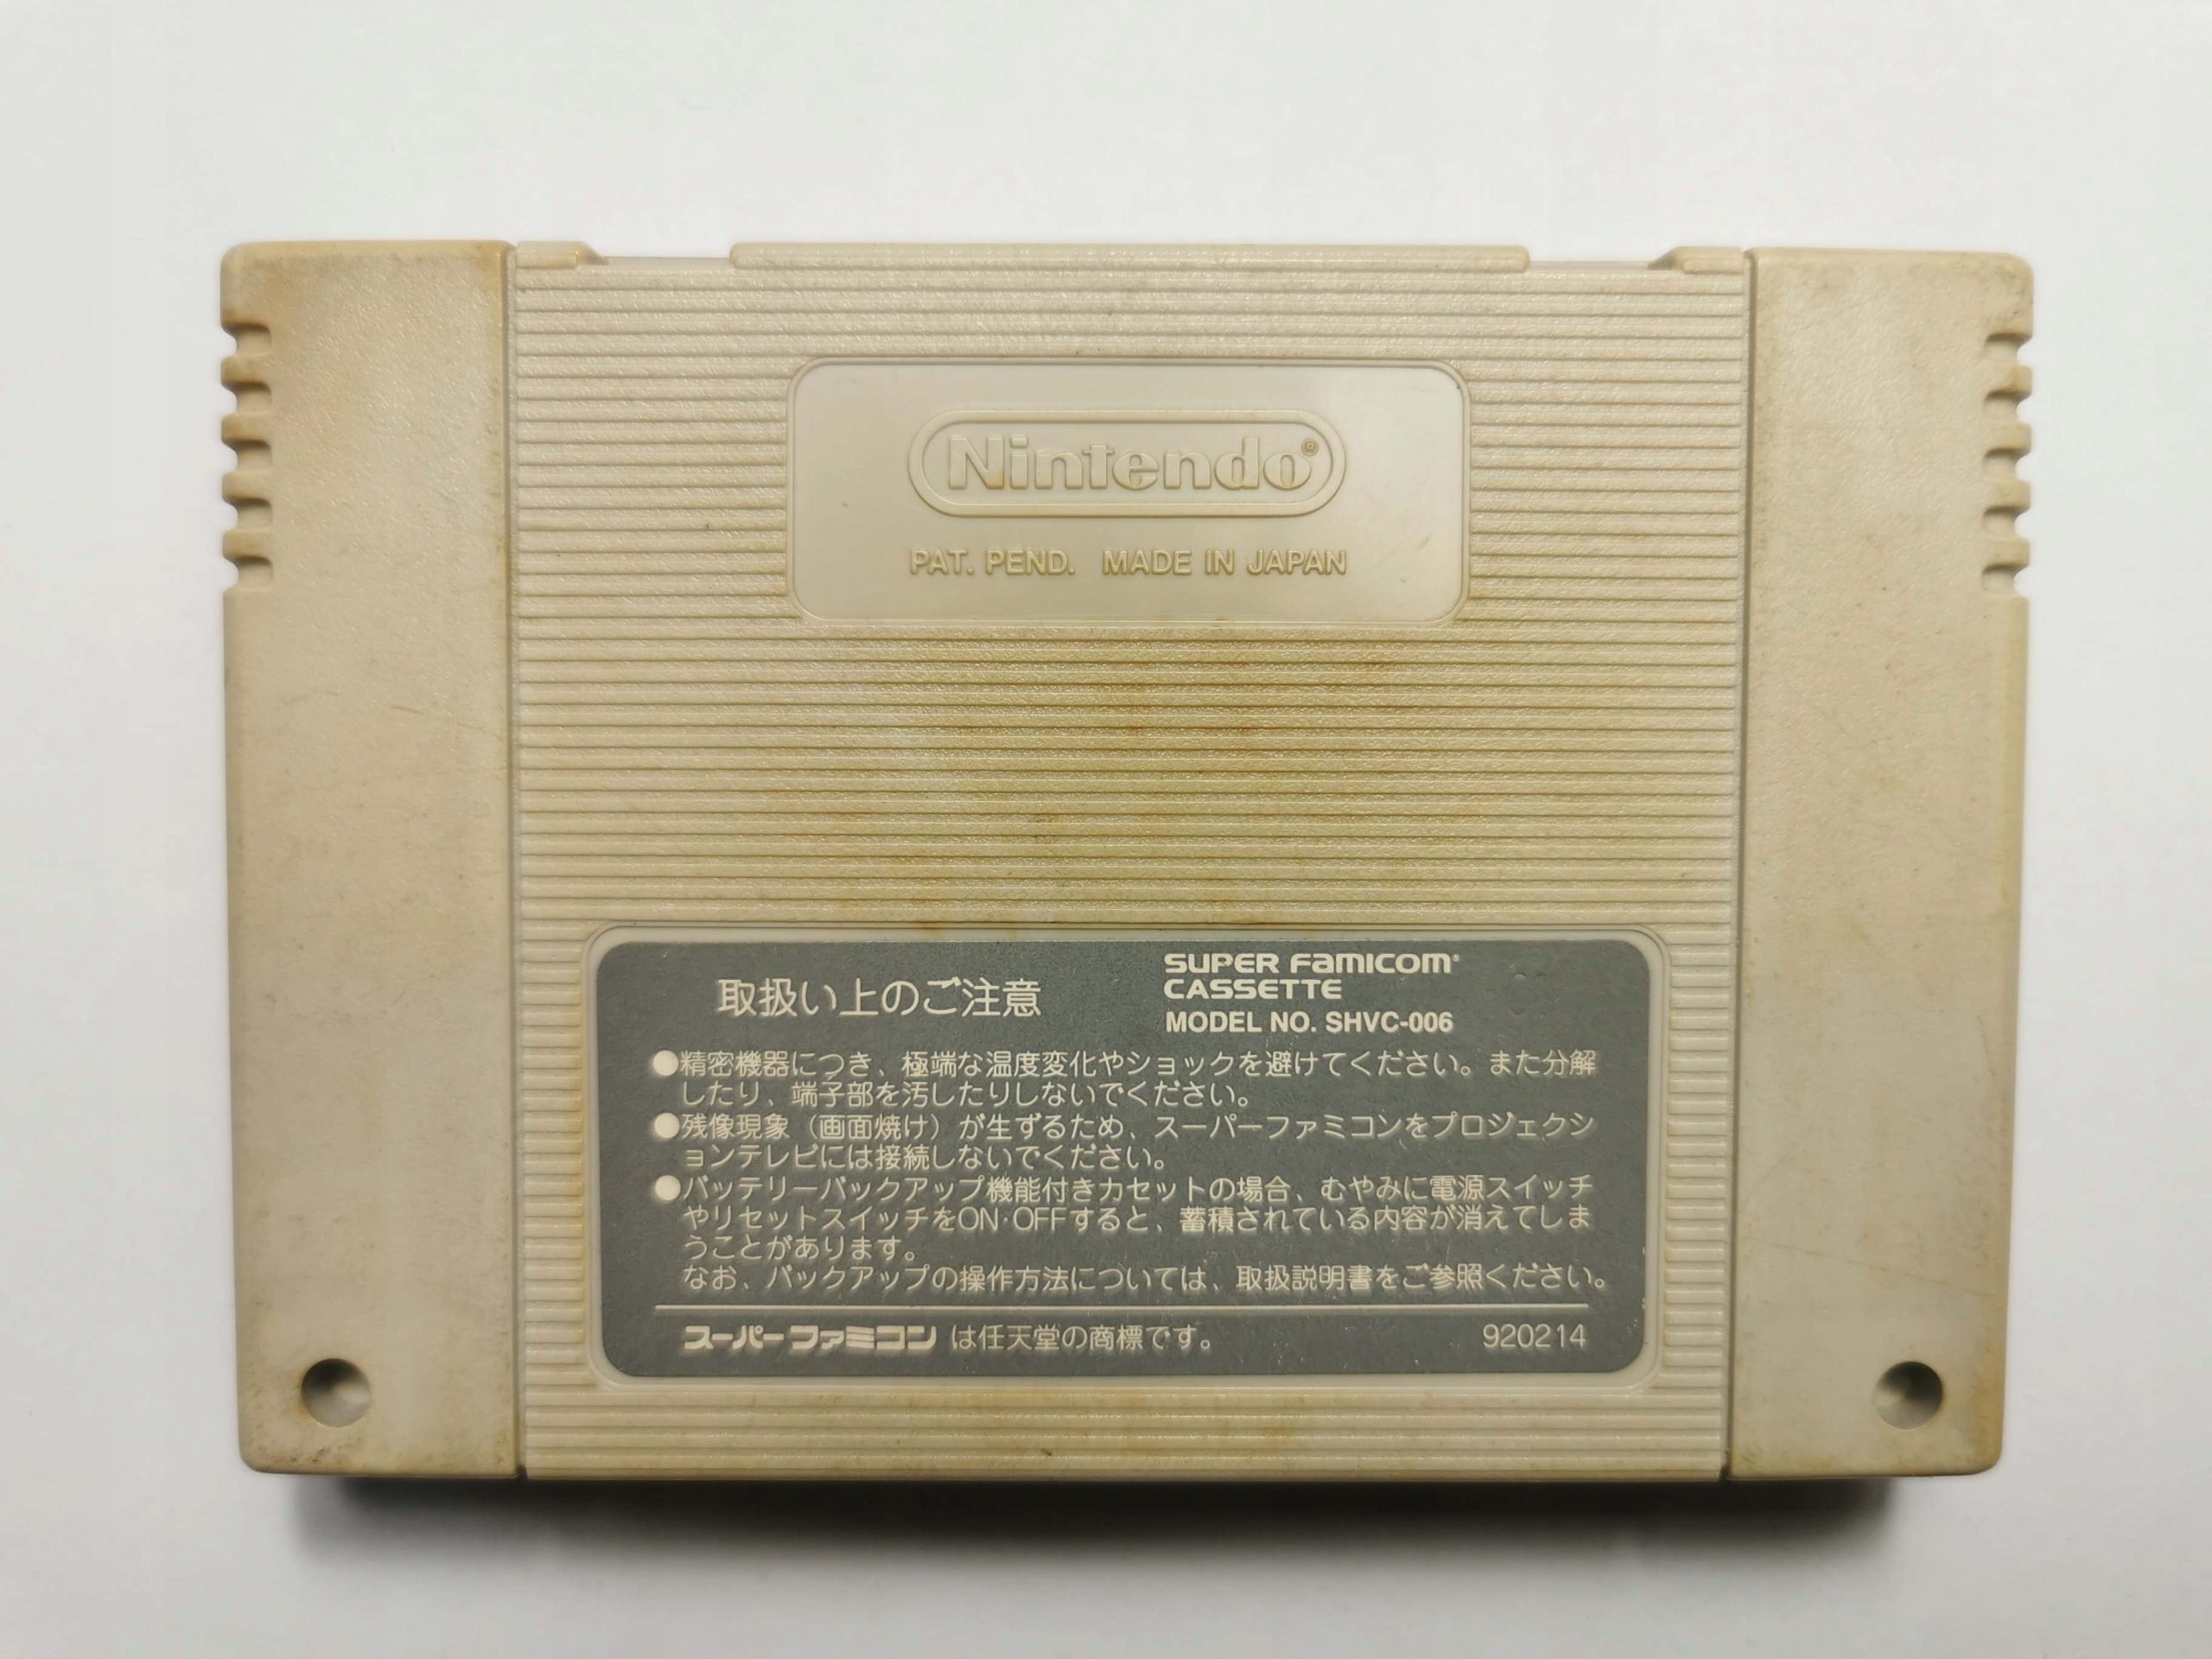 Nintendo®
PAT. PEND. MADE IN JAPAN
取扱い上のご注意
SUPER FAMICOM®
CASSETTE
MODEL NO. SHVC-006
●精密機器につき、極端な温度変化やショックを避けてください。また分解
したり、端子部を汚したりしないでください。
●残像現象（画面焼け）が生ずるため、スーパーファミコンをプロジェクシ
ョンテレビには接続しないでください。
●バッテリーバックアップ機能付きカセットの場合、むやみに電源スイッチ
やリセットスイッチをON·OFFすると、蓄積されている内容が消えてしま
うことがあります。
なお、バックアップの操作方法については、取扱説明書をご参照ください。
スーパーファミコン は任天堂の商標です。 920214